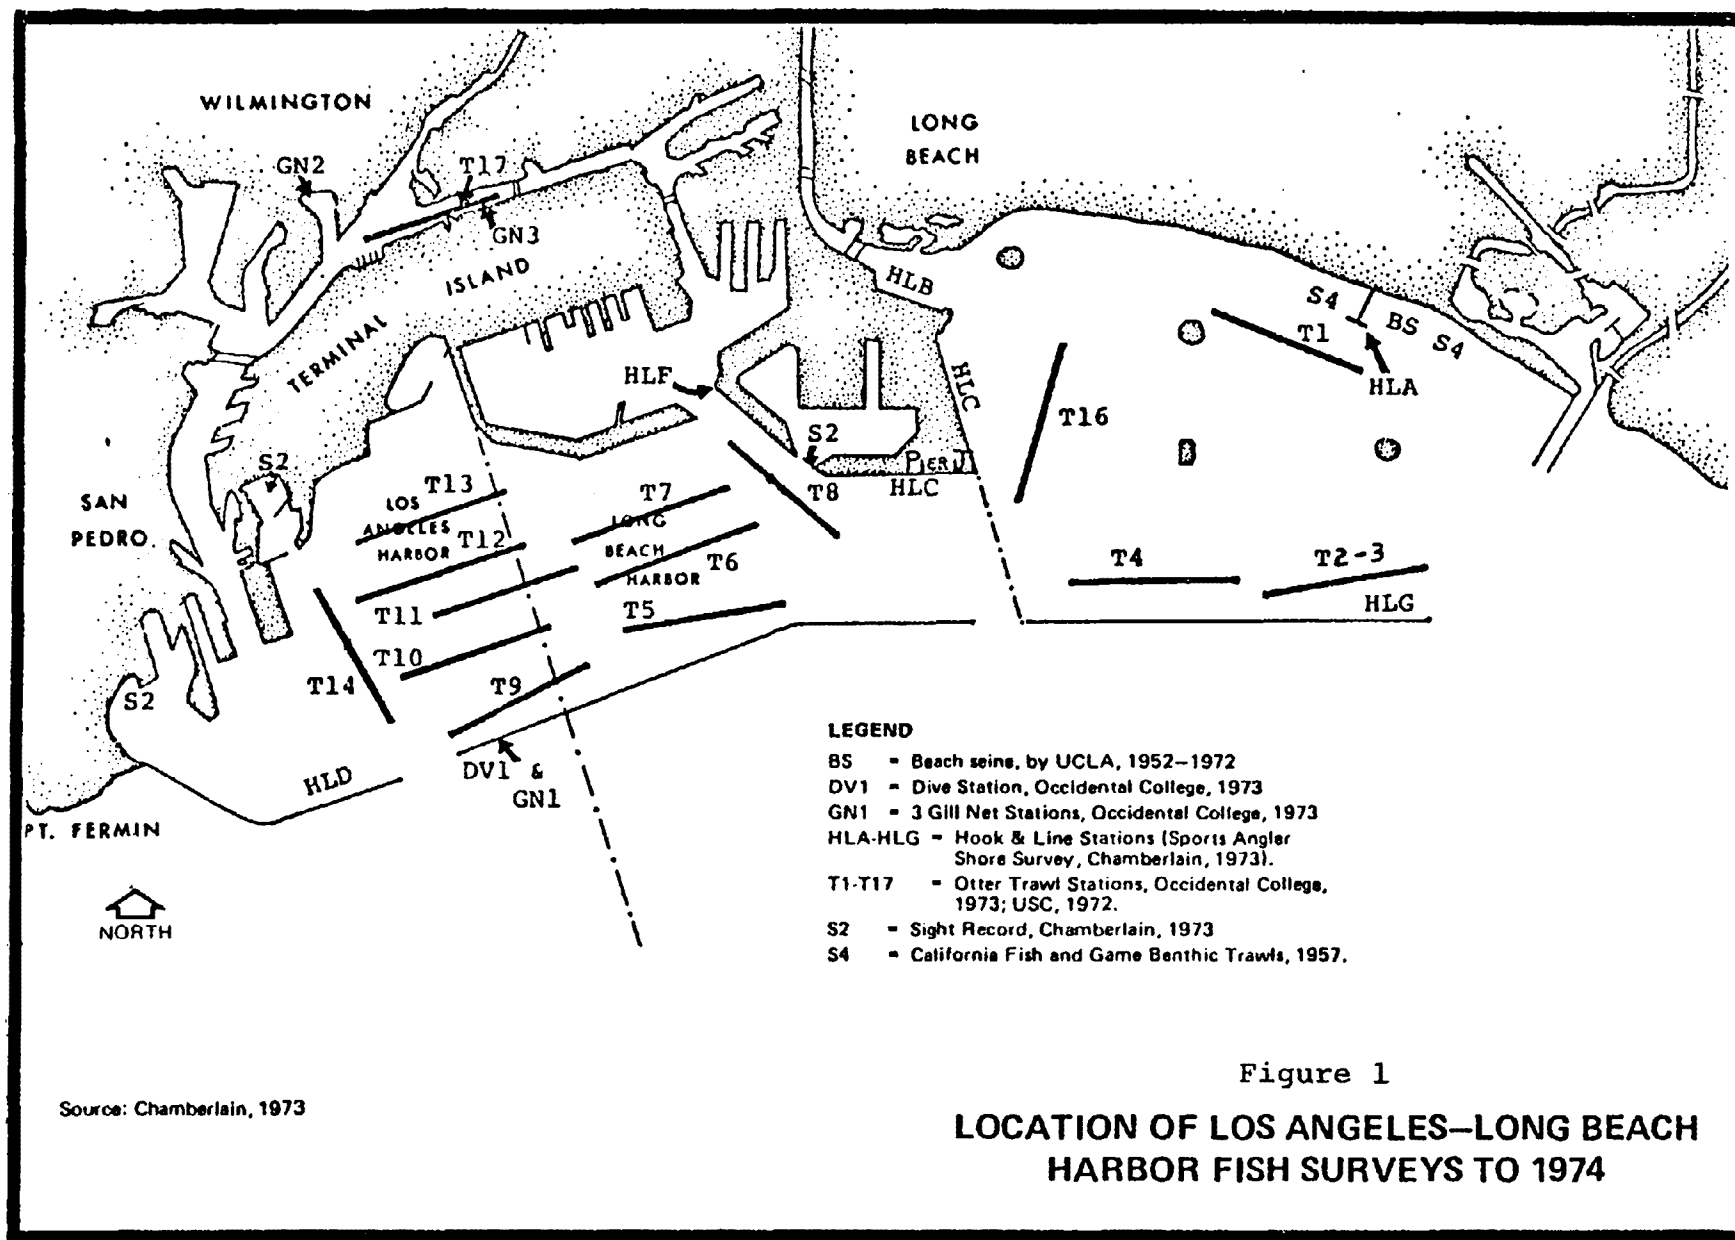 WILMINGTON
LONG
BEACH
GN2
T17
GN3
TERMINAL ISLAND
HLB
S4
BS
S4
T1
HLA
HLF
HLC
T16
S2
PIER J
HLC
T8
S2
T13
T7
LOS
ANGELES
HARBOR
T12
LONG
BEACH
HARBOR
T6
SAN
PEDRO.
T4
T2-3
HLG
T11
T5
T10
T14
T9
S2
DV1 &
GN1
HLD
PT. FERMIN
NORTH
LEGEND
BS = Beach seine, by UCLA, 1952–1972
DV1 = Dive Station, Occidental College, 1973
GN1 = 3 Gill Net Stations, Occidental College, 1973
HLA-HLG = Hook & Line Stations (Sports Angler
Shore Survey, Chamberlain, 1973).
T1-T17 = Otter Trawl Stations, Occidental College,
1973; USC, 1972.
S2 = Sight Record, Chamberlain, 1973
S4 = California Fish and Game Benthic Trawls, 1957.
Source: Chamberlain, 1973
Figure 1
LOCATION OF LOS ANGELES–LONG BEACH
HARBOR FISH SURVEYS TO 1974